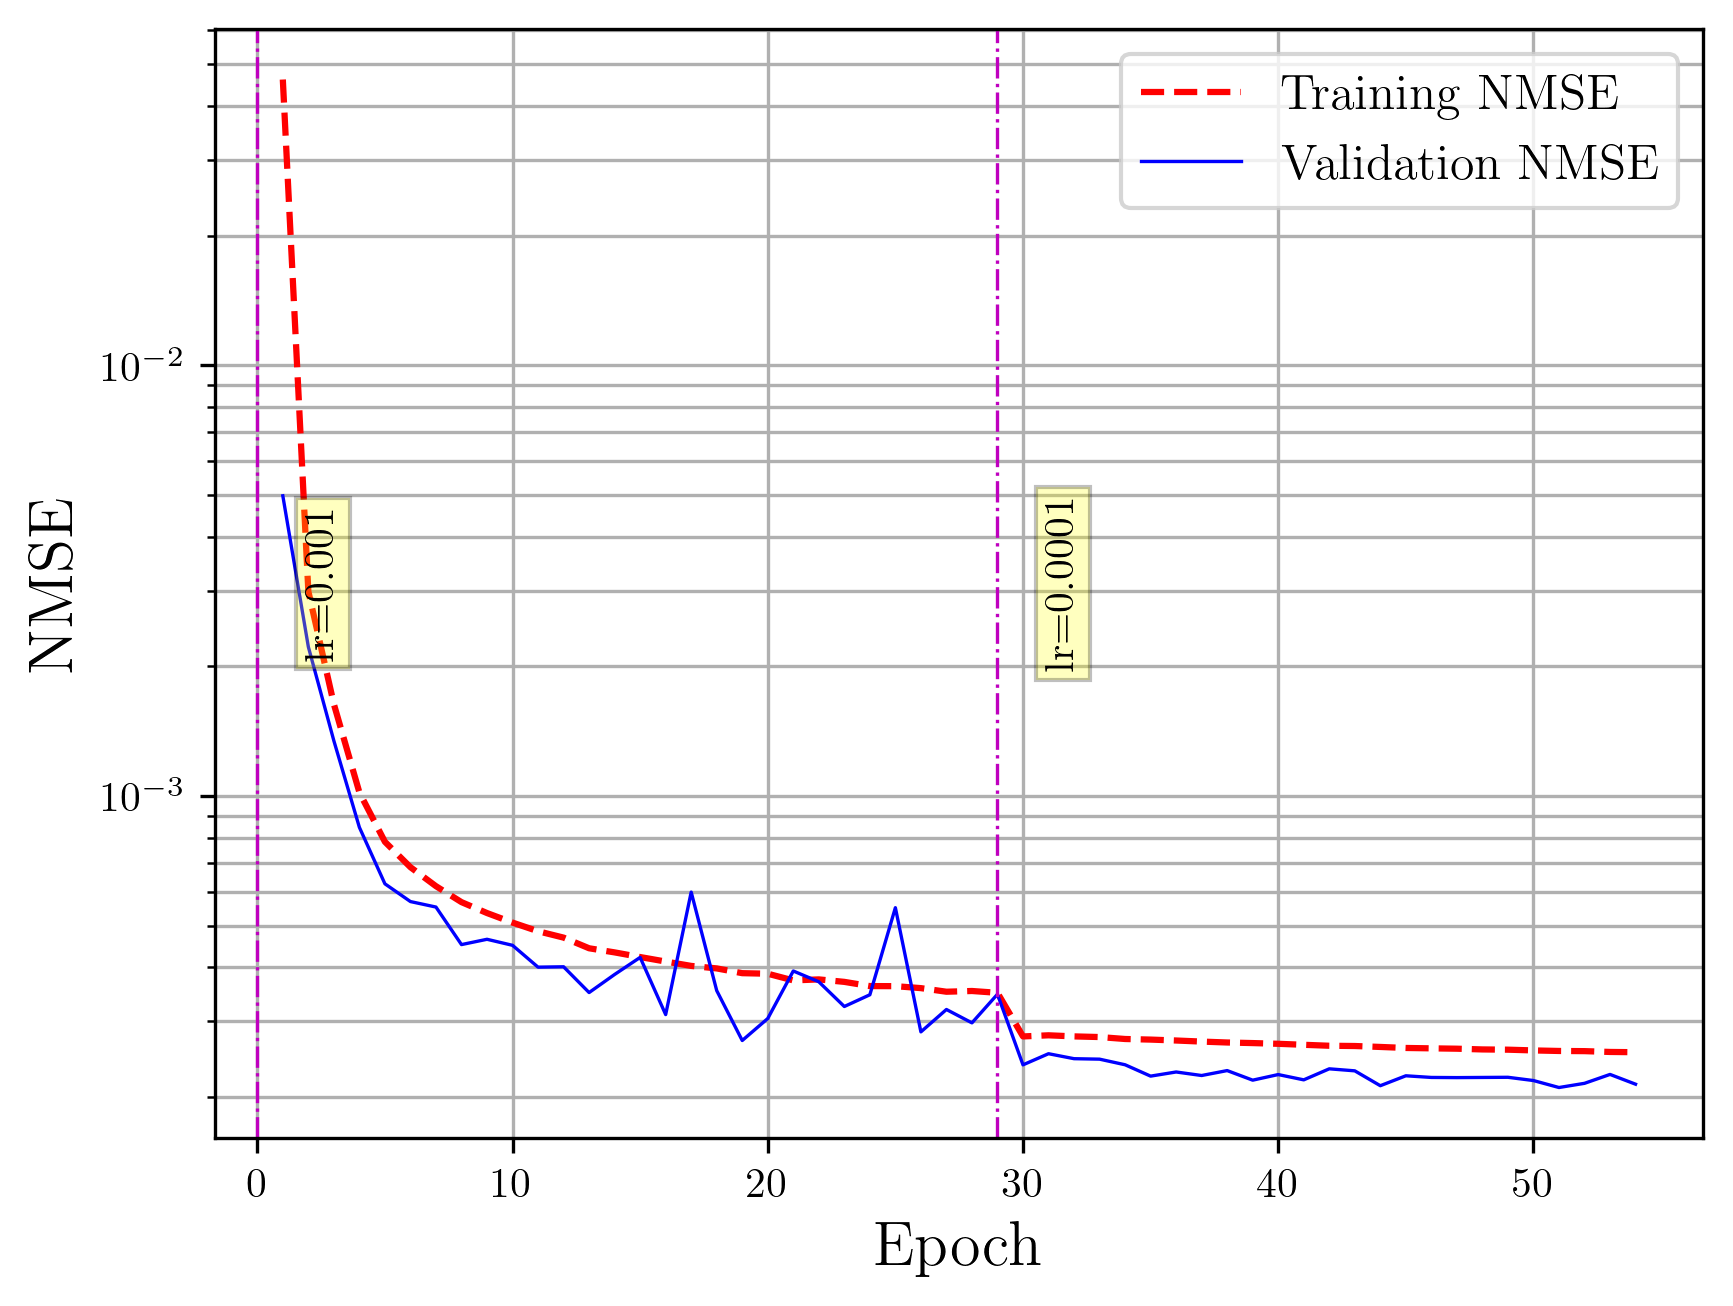 Training NMSE
Validation NMSE
10⁻²
10⁻³
NMSE
lr=0.001
lr=0.0001
0 10 20 30 40 50
Epoch